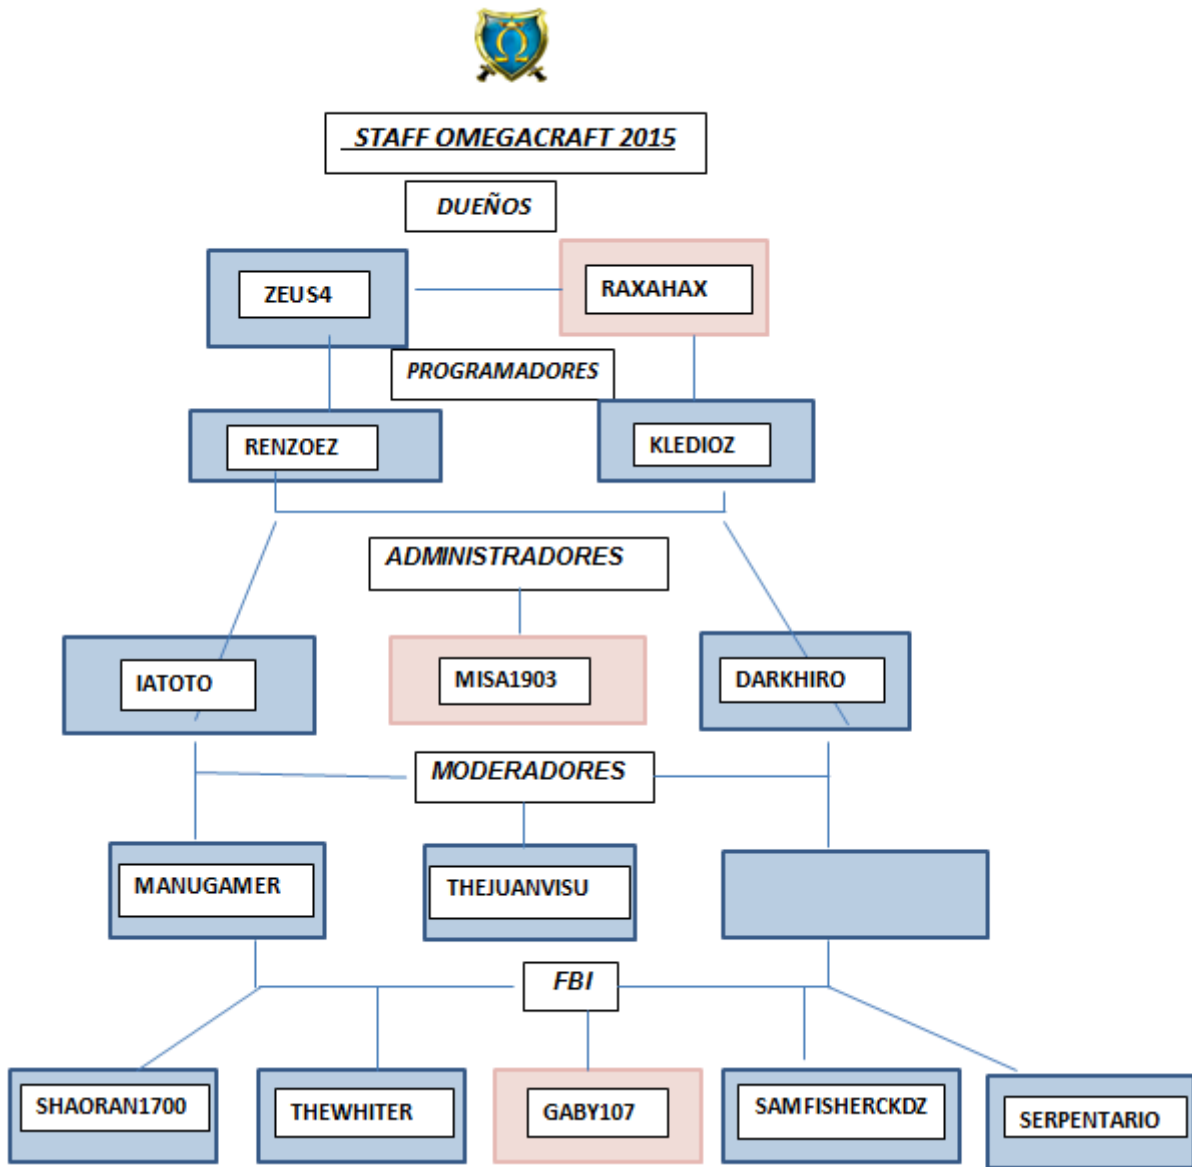 STAFF OMEGACRAFT 2015
DUEÑOS
ZEUS4
RAXAHAX
PROGRAMADORES
RENZOEZ
KLEDIOZ
ADMINISTRADORES
IATOTO
MISA1903
DARKHIRO
MODERADORES
MANUGAMER
THEJUANVISU
FBI
SHAORAN1700
THEWHITER
GABY107
SAMFISHERCKDZ
SERPENTARIO